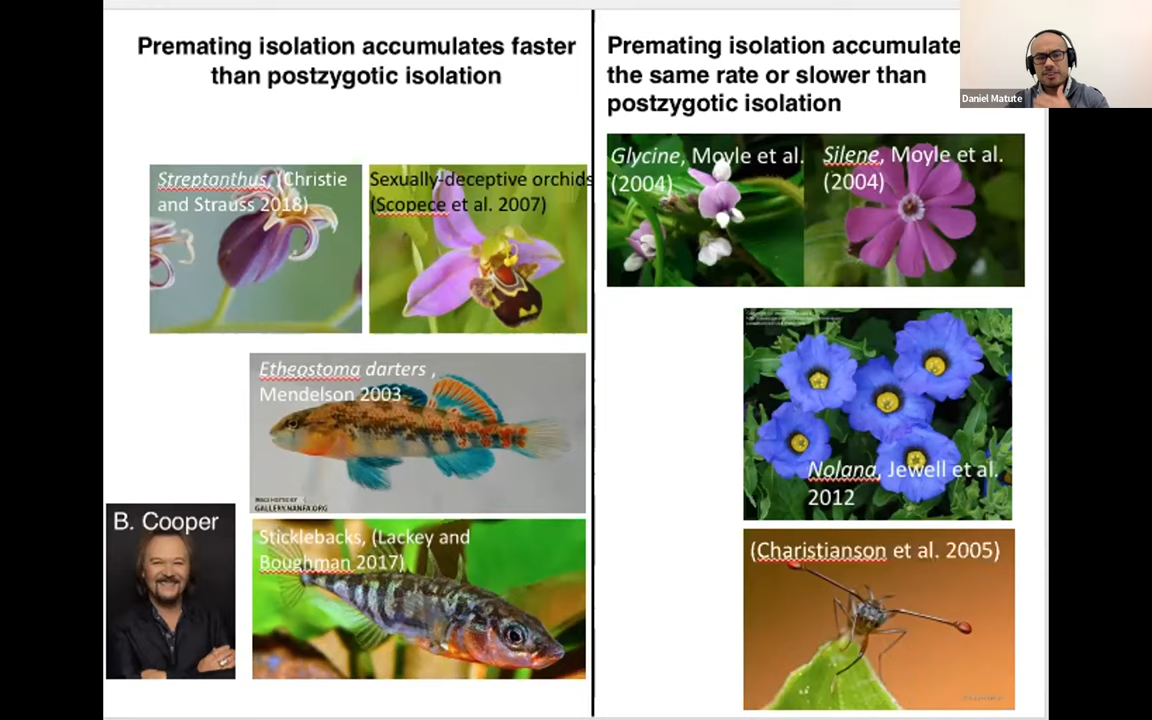 Premating isolation accumulates faster
than postzygotic isolation
Streptanthus, (Christie
and Strauss 2018)
Sexually-deceptive orchids
(Scopece et al. 2007)
Etheostoma darters ,
Mendelson 2003
GALLERY.NANFA.ORG
B. Cooper
Sticklebacks, (Lackey and
Boughman 2017)
Premating isolation accumulate
the same rate or slower than
postzygotic isolation
Daniel Matute
Glycine, Moyle et al.
(2004)
Silene, Moyle et al.
(2004)
Nolana, Jewell et al.
2012
(Charistianson et al. 2005)